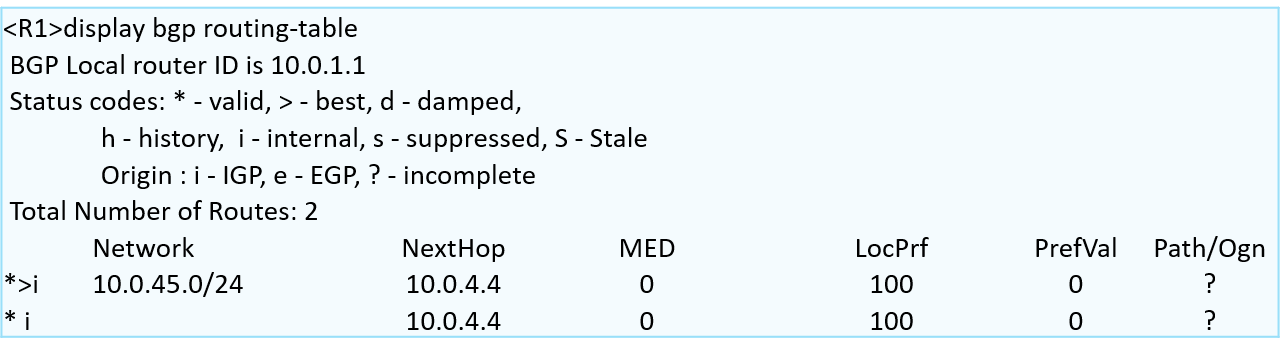 <R1>display bgp routing-table
BGP Local router ID is 10.0.1.1
Status codes: * - valid, > - best, d - damped,
h - history, i - internal, s - suppressed, S - Stale
Origin : i - IGP, e - EGP, ? - incomplete
Total Number of Routes: 2
Network NextHop MED LocPrf PrefVal Path/Ogn
*>i 10.0.45.0/24 10.0.4.4 0 100 0 ?
* i 10.0.4.4 0 100 0 ?